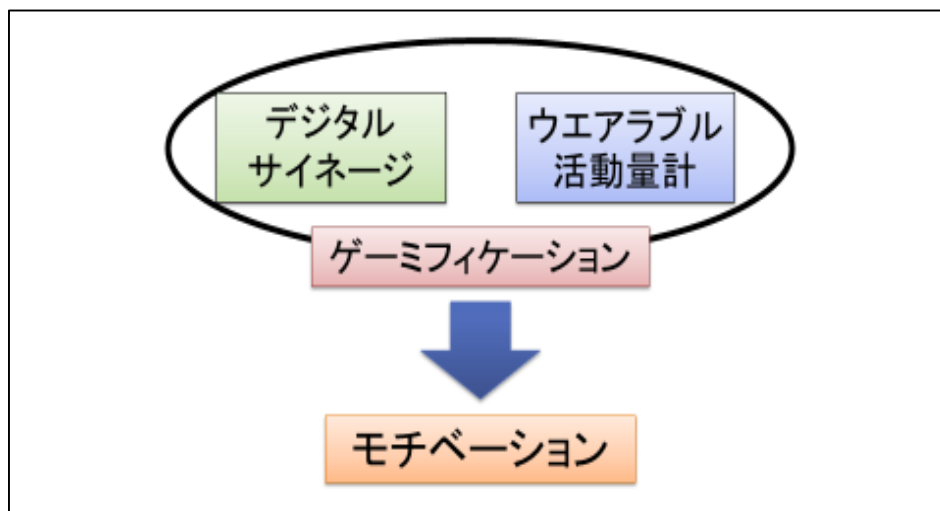 デジタル
サイネージ
ウエアラブル
活動量計
ゲーミフィケーション
モチベーション